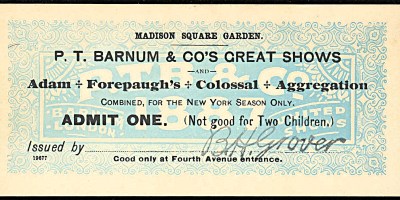 MADISON SQUARE GARDEN.
P. T. BARNUM & CO'S GREAT SHOWS
AND
Adam ÷ Forepaugh's ÷ Colossal ÷ Aggregation
COMBINED, FOR THE NEW YORK SEASON ONLY.
ADMIT ONE. (Not good for Two Children.)
Issued by B.H. Grover
19677
Good only at Fourth Avenue entrance.